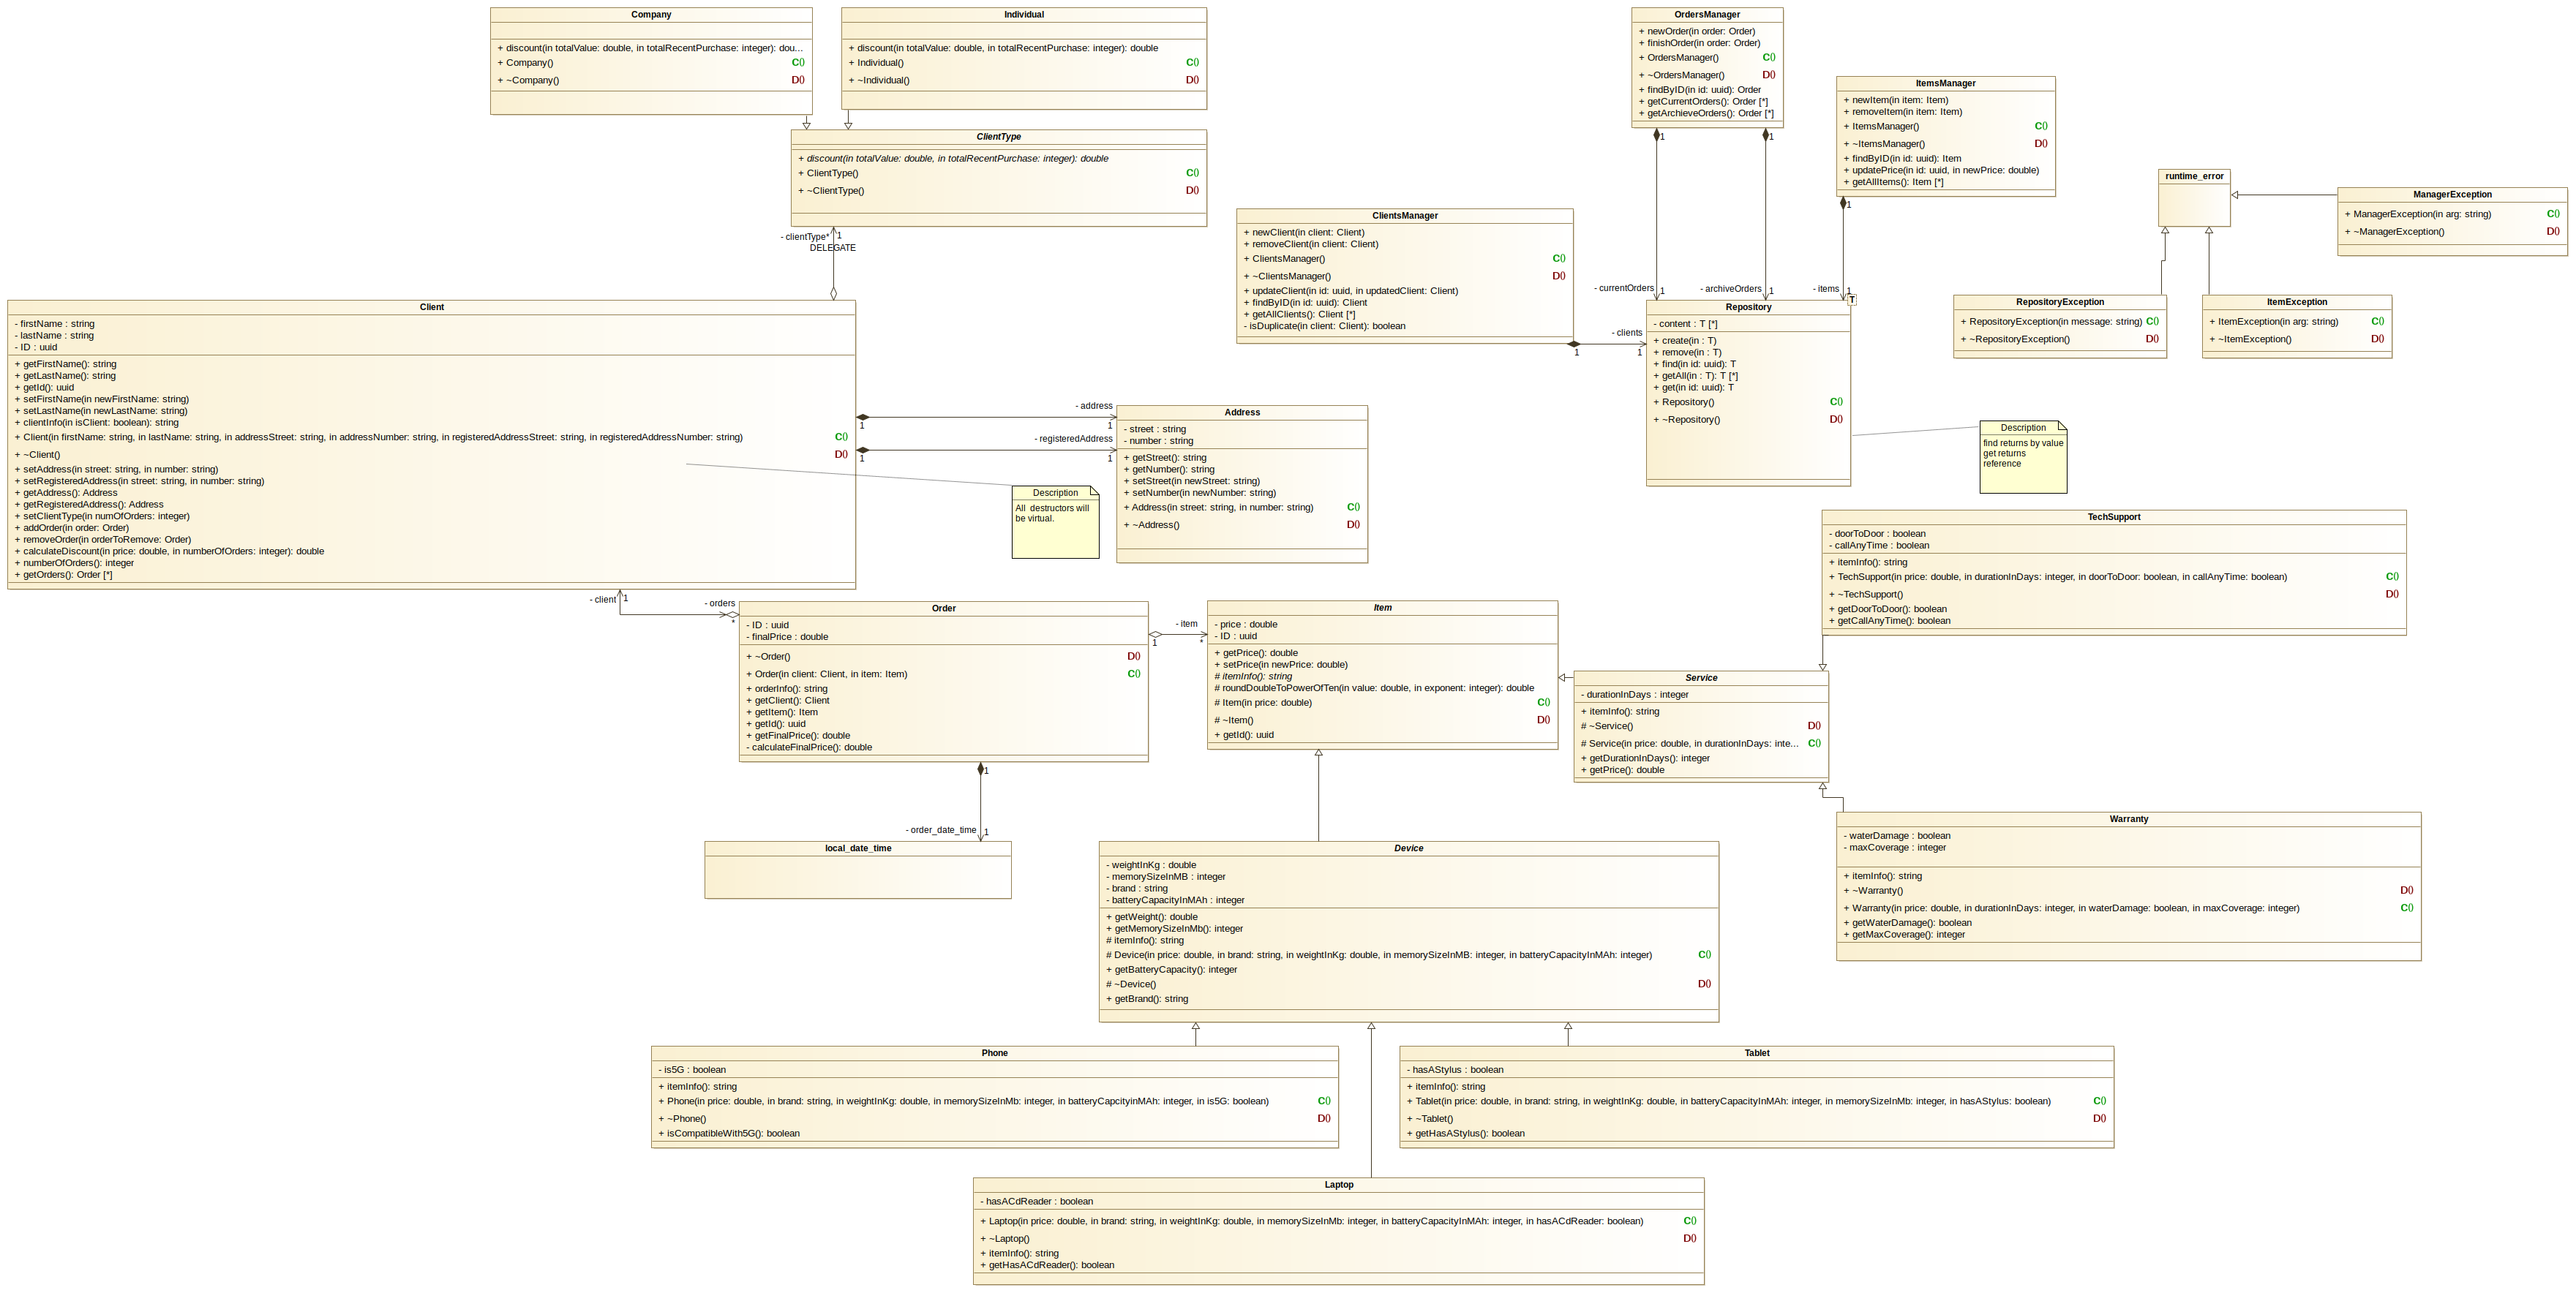 Company
+ discount(in totalValue: double, in totalRecentPurchase: integer): dou...
+ Company() C()
+ ~Company() D()
Individual
+ discount(in totalValue: double, in totalRecentPurchase: integer): double
+ Individual() C()
+ ~Individual() D()
ClientType
+ discount(in totalValue: double, in totalRecentPurchase: integer): double
+ ClientType() C()
+ ~ClientType() D()
- clientType* 1
DELEGATE
OrdersManager
+ newOrder(in order: Order)
+ finishOrder(in order: Order)
+ OrdersManager() C()
+ ~OrdersManager() D()
+ findByID(in id: uuid): Order
+ getCurrentOrders(): Order [*]
+ getArchieveOrders(): Order [*]
1
1
ItemsManager
+ newItem(in item: Item)
+ removeItem(in item: Item)
+ ItemsManager() C()
+ ~ItemsManager() D()
+ findByID(in id: uuid): Item
+ updatePrice(in id: uuid, in newPrice: double)
+ getAllItems(): Item [*]
1
runtime_error
ManagerException
+ ManagerException(in arg: string) C()
+ ~ManagerException() D()
ClientsManager
+ newClient(in client: Client)
+ removeClient(in client: Client)
+ ClientsManager() C()
+ ~ClientsManager() D()
+ updateClient(in id: uuid, in updatedClient: Client)
+ findByID(in id: uuid): Client
+ getAllClients(): Client [*]
- isDuplicate(in client: Client): boolean
1
- clients
1
- currentOrders 1
- archiveOrders 1
- items 1
T
Repository
- content : T [*]
+ create(in : T)
+ remove(in : T)
+ find(in id: uuid): T
+ getAll(in : T): T [*]
+ get(in id: uuid): T
+ Repository() C()
+ ~Repository() D()
RepositoryException
+ RepositoryException(in message: string) C()
+ ~RepositoryException() D()
ItemException
+ ItemException(in arg: string) C()
+ ~ItemException() D()
Description
find returns by value
get returns
reference
Client
- firstName : string
- lastName : string
- ID : uuid
+ getFirstName(): string
+ getLastName(): string
+ getId(): uuid
+ setFirstName(in newFirstName: string)
+ setLastName(in newLastName: string)
+ clientInfo(in isClient: boolean): string
+ Client(in firstName: string, in lastName: string, in addressStreet: string, in addressNumber: string, in registeredAddressStreet: string, in registeredAddressNumber: string) C()
+ ~Client() D()
+ setAddress(in street: string, in number: string)
+ setRegisteredAddress(in street: string, in number: string)
+ getAddress(): Address
+ getRegisteredAddress(): Address
+ setClientType(in numOfOrders: integer)
+ addOrder(in order: Order)
+ removeOrder(in orderToRemove: Order)
+ calculateDiscount(in price: double, in numberOfOrders: integer): double
+ numberOfOrders(): integer
+ getOrders(): Order [*]
- address
1
1
- registeredAddress
1
1
Address
- street : string
- number : string
+ getStreet(): string
+ getNumber(): string
+ setStreet(in newStreet: string)
+ setNumber(in newNumber: string)
+ Address(in street: string, in number: string) C()
+ ~Address() D()
Description
All destructors will
be virtual.
- client 1
- orders
*
Order
- ID : uuid
- finalPrice : double
+ ~Order() D()
+ Order(in client: Client, in item: Item) C()
+ orderInfo(): string
+ getClient(): Client
+ getItem(): Item
+ getId(): uuid
+ getFinalPrice(): double
- calculateFinalPrice(): double
- item
1
*
1
- order_date_time 1
local_date_time
Item
- price : double
- ID : uuid
+ getPrice(): double
+ setPrice(in newPrice: double)
# itemInfo(): string
# roundDoubleToPowerOfTen(in value: double, in exponent: integer): double
# Item(in price: double) C()
# ~Item() D()
+ getId(): uuid
TechSupport
- doorToDoor : boolean
- callAnyTime : boolean
+ itemInfo(): string
+ TechSupport(in price: double, in durationInDays: integer, in doorToDoor: boolean, in callAnyTime: boolean) C()
+ ~TechSupport() D()
+ getDoorToDoor(): boolean
+ getCallAnyTime(): boolean
Service
- durationInDays : integer
+ itemInfo(): string
# ~Service() D()
# Service(in price: double, in durationInDays: inte... C()
+ getDurationInDays(): integer
+ getPrice(): double
Warranty
- waterDamage : boolean
- maxCoverage : integer
+ itemInfo(): string
+ ~Warranty() D()
+ Warranty(in price: double, in durationInDays: integer, in waterDamage: boolean, in maxCoverage: integer) C()
+ getWaterDamage(): boolean
+ getMaxCoverage(): integer
Device
- weightInKg : double
- memorySizeInMB : integer
- brand : string
- batteryCapacityInMAh : integer
+ getWeight(): double
+ getMemorySizeInMb(): integer
# itemInfo(): string
# Device(in price: double, in brand: string, in weightInKg: double, in memorySizeInMB: integer, in batteryCapacityInMAh: integer) C()
+ getBatteryCapacity(): integer
# ~Device() D()
+ getBrand(): string
Phone
- is5G : boolean
+ itemInfo(): string
+ Phone(in price: double, in brand: string, in weightInKg: double, in memorySizeInMb: integer, in batteryCapcityinMAh: integer, in is5G: boolean) C()
+ ~Phone() D()
+ isCompatibleWith5G(): boolean
Tablet
- hasAStylus : boolean
+ itemInfo(): string
+ Tablet(in price: double, in brand: string, in weightInKg: double, in batteryCapacityInMAh: integer, in memorySizeInMb: integer, in hasAStylus: boolean) C()
+ ~Tablet() D()
+ getHasAStylus(): boolean
Laptop
- hasACdReader : boolean
+ Laptop(in price: double, in brand: string, in weightInKg: double, in memorySizeInMb: integer, in batteryCapacityInMAh: integer, in hasACdReader: boolean) C()
+ ~Laptop() D()
+ itemInfo(): string
+ getHasACdReader(): boolean